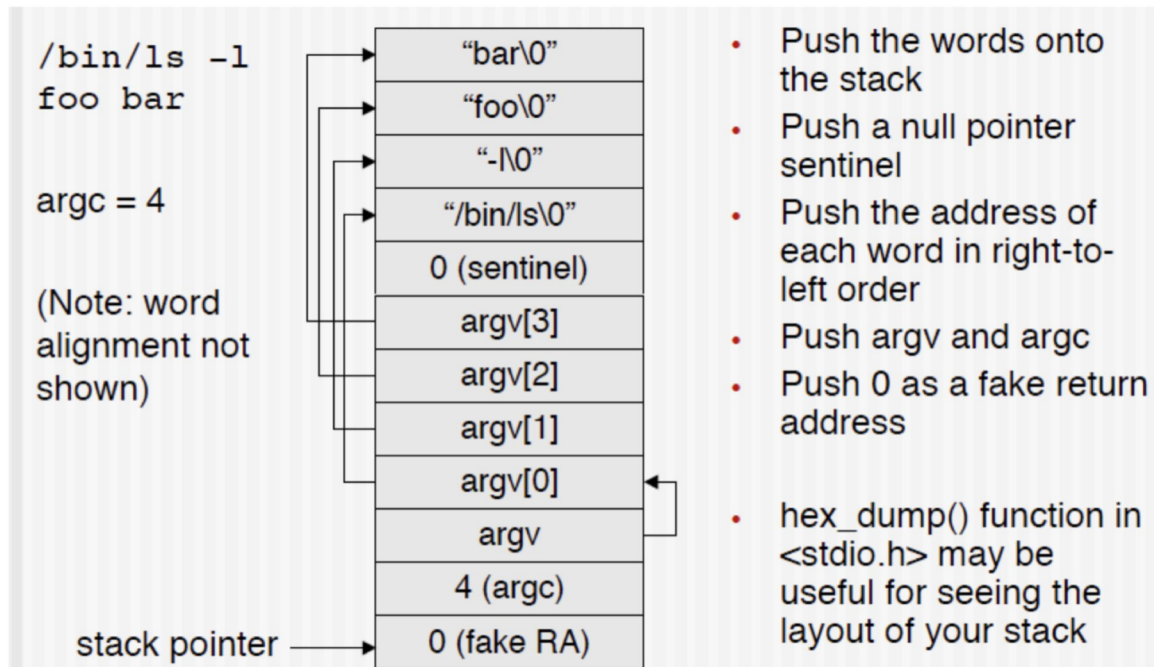 /bin/ls -l
foo bar
argc = 4
(Note: word
alignment not
shown)
“bar\0”
“foo\0”
“-l\0”
“/bin/ls\0”
0 (sentinel)
argv[3]
argv[2]
argv[1]
argv[0]
argv
4 (argc)
0 (fake RA)
stack pointer
• Push the words onto
the stack
• Push a null pointer
sentinel
• Push the address of
each word in right-to-
left order
• Push argv and argc
• Push 0 as a fake return
address
• hex_dump() function in
<stdio.h> may be
useful for seeing the
layout of your stack